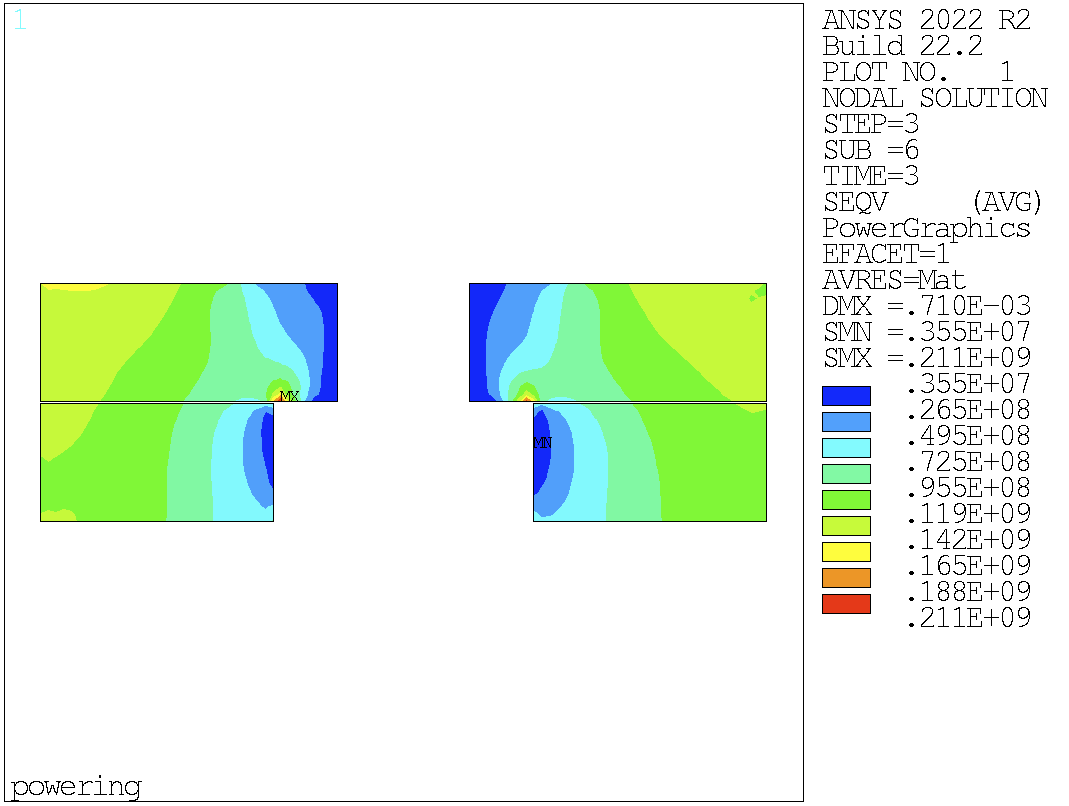 1
ANSYS 2022 R2
Build 22.2
PLOT NO.   1
NODAL SOLUTION
STEP=3
SUB =6
TIME=3
SEQV     (AVG)
PowerGraphics
EFACET=1
AVRES=Mat
DMX =.710E-03
SMN =.355E+07
SMX =.211E+09
.355E+07
.265E+08
.495E+08
.725E+08
.955E+08
.119E+09
.142E+09
.165E+09
.188E+09
.211E+09
MX
MN
powering